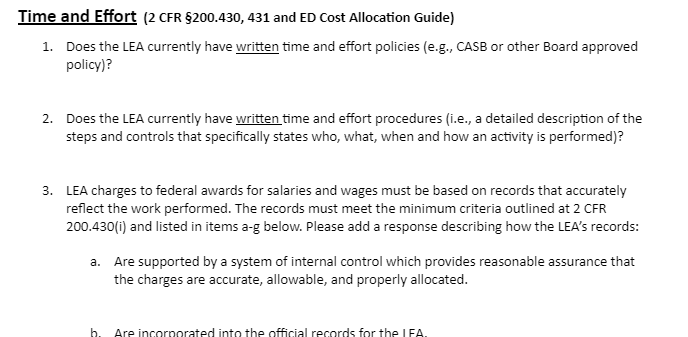 Time and Effort (2 CFR §200.430, 431 and ED Cost Allocation Guide)
1. Does the LEA currently have written time and effort policies (e.g., CASB or other Board approved
policy)?
2. Does the LEA currently have written time and effort procedures (i.e., a detailed description of the
steps and controls that specifically states who, what, when and how an activity is performed)?
3. LEA charges to federal awards for salaries and wages must be based on records that accurately
reflect the work performed. The records must meet the minimum criteria outlined at 2 CFR
200.430(i) and listed in items a-g below. Please add a response describing how the LEA's records:
a. Are supported by a system of internal control which provides reasonable assurance that
the charges are accurate, allowable, and properly allocated.
b. Are incorporated into the official records for the LEA.